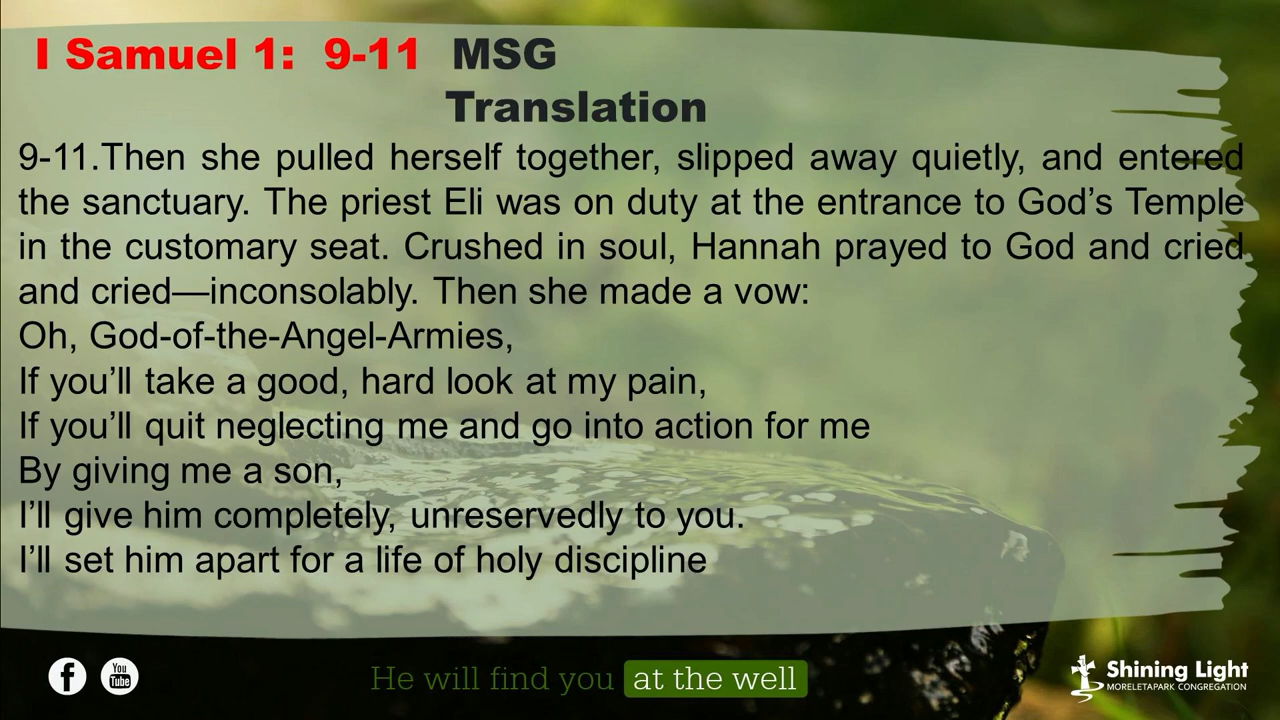 I Samuel 1: 9-11 MSG
Translation
9-11.Then she pulled herself together, slipped away quietly, and entered
the sanctuary. The priest Eli was on duty at the entrance to God’s Temple
in the customary seat. Crushed in soul, Hannah prayed to God and cried
and cried—inconsolably. Then she made a vow:
Oh, God-of-the-Angel-Armies,
If you’ll take a good, hard look at my pain,
If you’ll quit neglecting me and go into action for me
By giving me a son,
I’ll give him completely, unreservedly to you.
I’ll set him apart for a life of holy discipline
f
You
Tube
He will find you at the well
Shining Light
MORELETAPARK CONGREGATION